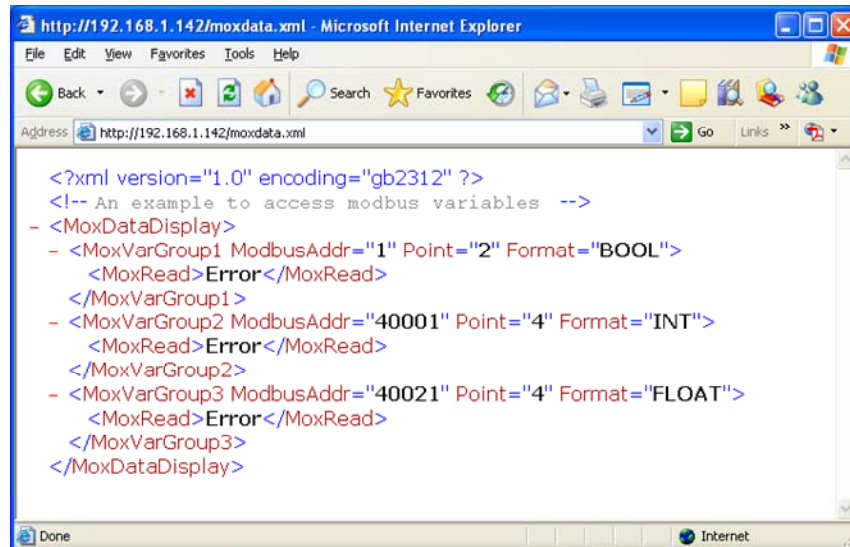 http://192.168.1.142/moxdata.xml - Microsoft Internet Explorer
File Edit View Favorites Tools Help
Back Search Favorites
Address http://192.168.1.142/moxdata.xml Go Links »
<?xml version="1.0" encoding="gb2312" ?>
<!-- An example to access modbus variables -->
- <MoxDataDisplay>
- <MoxVarGroup1 ModbusAddr="1" Point="2" Format="BOOL">
<MoxRead>Error</MoxRead>
</MoxVarGroup1>
- <MoxVarGroup2 ModbusAddr="40001" Point="4" Format="INT">
<MoxRead>Error</MoxRead>
</MoxVarGroup2>
- <MoxVarGroup3 ModbusAddr="40021" Point="4" Format="FLOAT">
<MoxRead>Error</MoxRead>
</MoxVarGroup3>
</MoxDataDisplay>
Done Internet